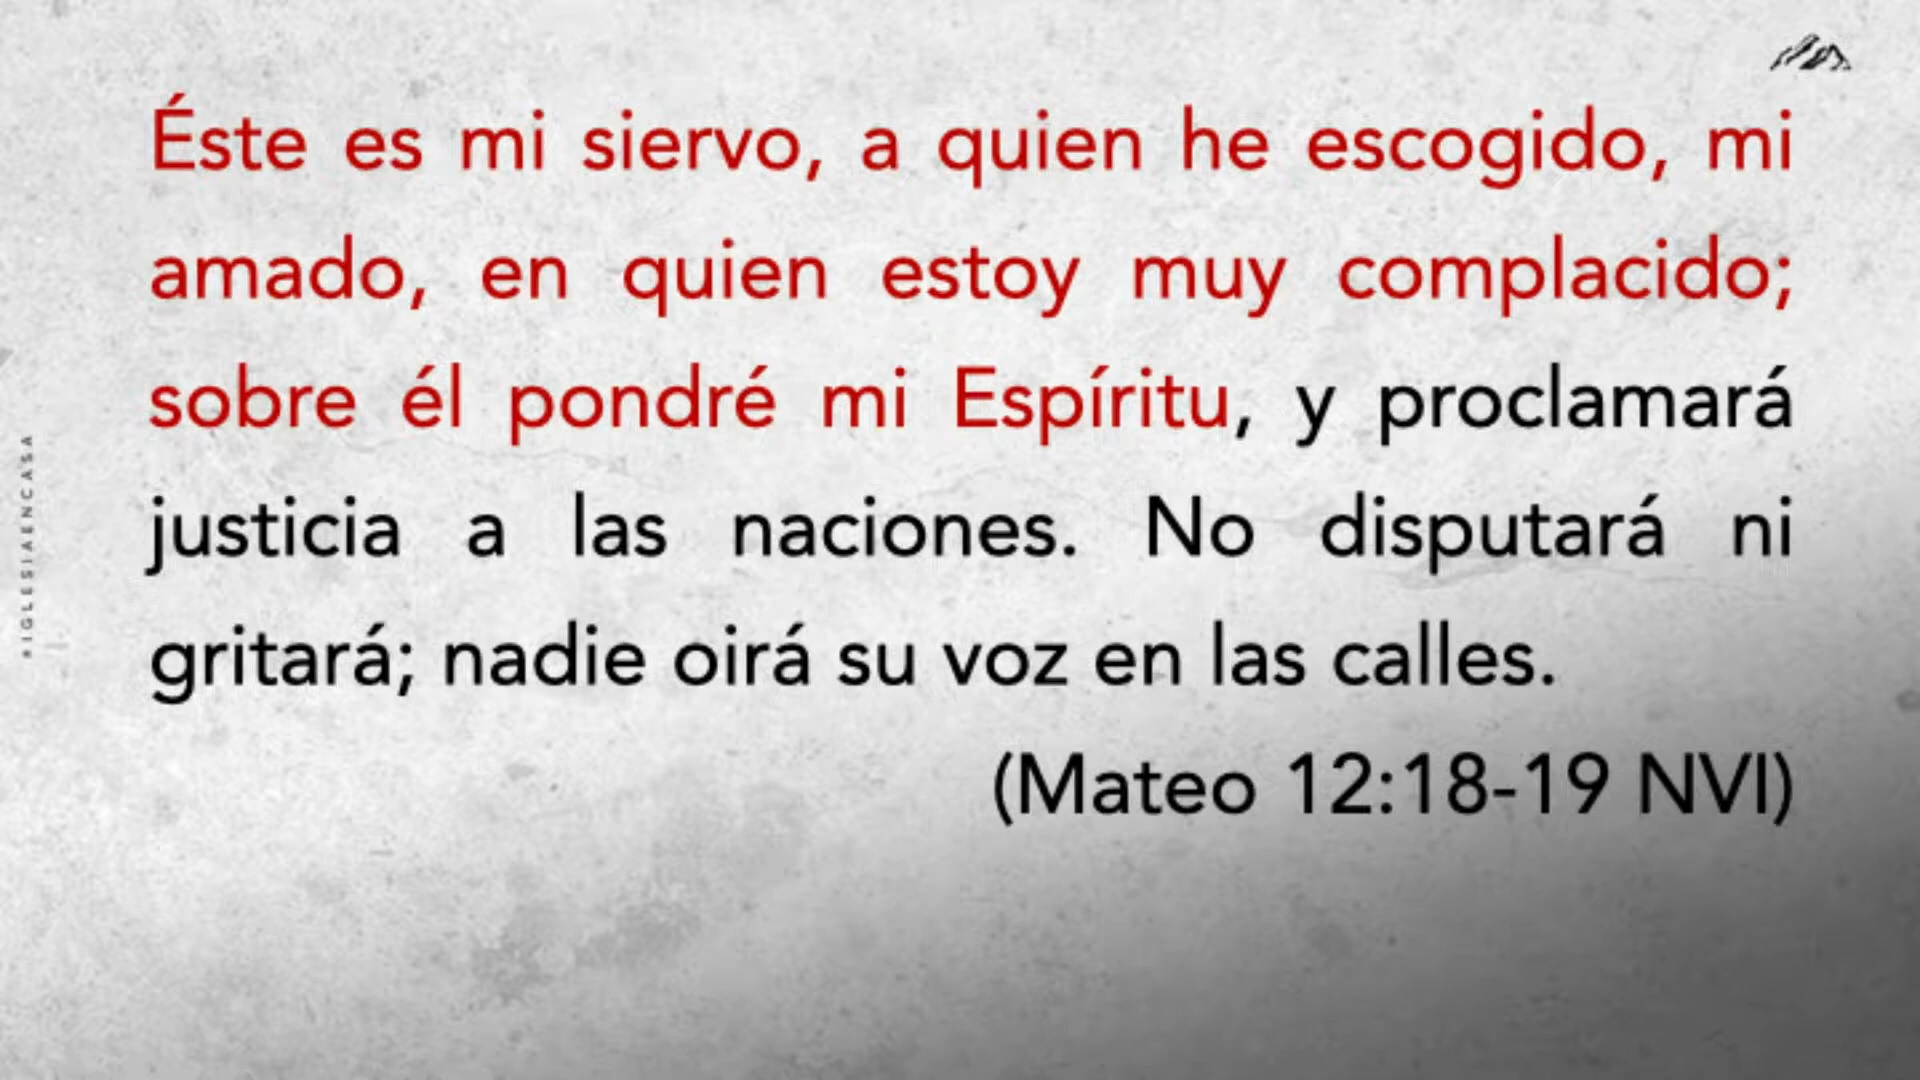 Éste es mi siervo, a quien he escogido, mi
amado, en quien estoy muy complacido;
sobre él pondré mi Espíritu, y proclamará
justicia a las naciones. No disputará ni
gritará; nadie oirá su voz en las calles.
(Mateo 12:18-19 NVI)
#IGLESIAENCASA